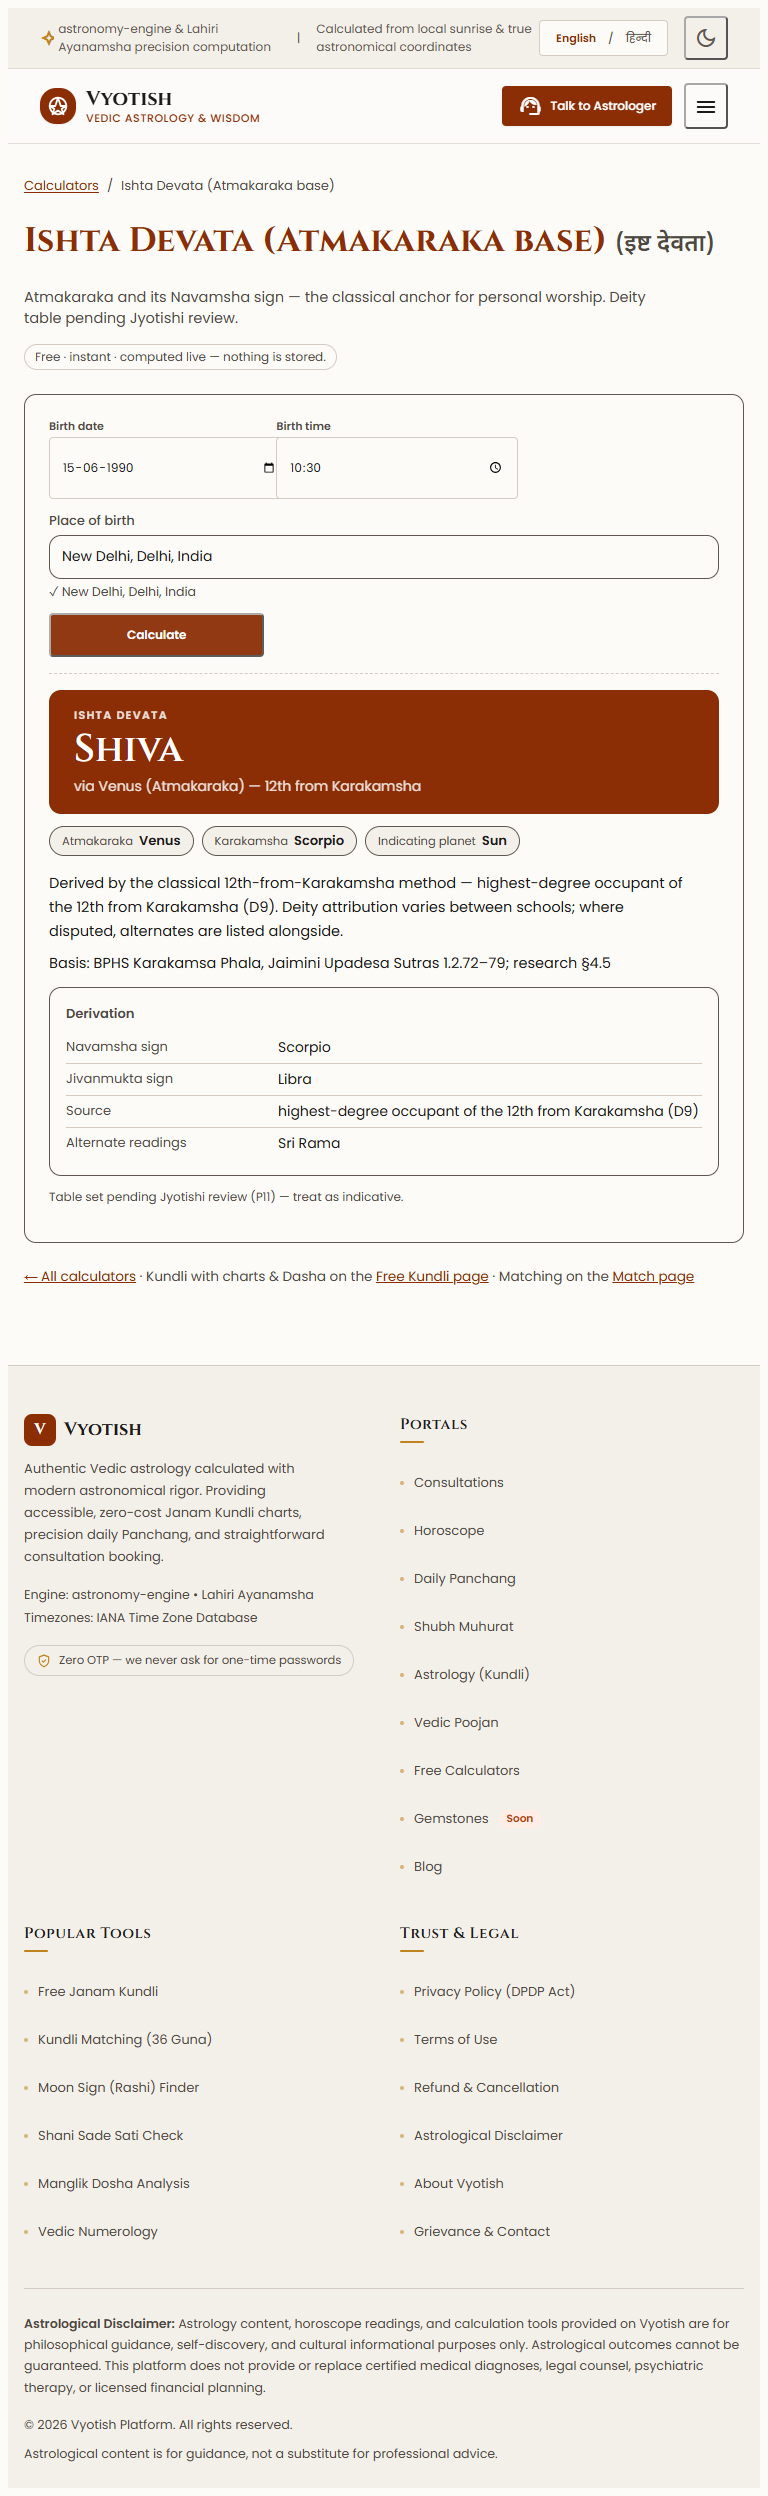 astronomy-engine & Lahiri
Ayanamsha precision computation
|
Calculated from local sunrise & true
astronomical coordinates
English / हिन्दी
Vyotish
VEDIC ASTROLOGY & WISDOM
Talk to Astrologer
Calculators / Ishta Devata (Atmakaraka base)
Ishta Devata (Atmakaraka base) (इष्ट देवता)
Atmakaraka and its Navamsha sign — the classical anchor for personal worship. Deity
table pending Jyotishi review.
Free · instant · computed live — nothing is stored.
Birth date
Birth time
15-06-1990
10:30
Place of birth
New Delhi, Delhi, India
✓ New Delhi, Delhi, India
Calculate
ISHTA DEVATA
Shiva
via Venus (Atmakaraka) — 12th from Karakamsha
Atmakaraka Venus
Karakamsha Scorpio
Indicating planet Sun
Derived by the classical 12th-from-Karakamsha method — highest-degree occupant of
the 12th from Karakamsha (D9). Deity attribution varies between schools; where
disputed, alternates are listed alongside.
Basis: BPHS Karakamsa Phala, Jaimini Upadesa Sutras 1.2.72–79; research §4.5
Derivation
Navamsha sign Scorpio
Jivanmukta sign Libra
Source highest-degree occupant of the 12th from Karakamsha (D9)
Alternate readings Sri Rama
Table set pending Jyotishi review (P11) — treat as indicative.
← All calculators · Kundli with charts & Dasha on the Free Kundli page · Matching on the Match page
V Vyotish
Authentic Vedic astrology calculated with
modern astronomical rigor. Providing
accessible, zero-cost Janam Kundli charts,
precision daily Panchang, and straightforward
consultation booking.
Engine: astronomy-engine • Lahiri Ayanamsha
Timezones: IANA Time Zone Database
Zero OTP — we never ask for one-time passwords
Portals
Consultations
Horoscope
Daily Panchang
Shubh Muhurat
Astrology (Kundli)
Vedic Poojan
Free Calculators
Gemstones Soon
Blog
Popular Tools
Free Janam Kundli
Kundli Matching (36 Guna)
Moon Sign (Rashi) Finder
Shani Sade Sati Check
Manglik Dosha Analysis
Vedic Numerology
Trust & Legal
Privacy Policy (DPDP Act)
Terms of Use
Refund & Cancellation
Astrological Disclaimer
About Vyotish
Grievance & Contact
Astrological Disclaimer: Astrology content, horoscope readings, and calculation tools provided on Vyotish are for
philosophical guidance, self-discovery, and cultural informational purposes only. Astrological outcomes cannot be
guaranteed. This platform does not provide or replace certified medical diagnoses, legal counsel, psychiatric
therapy, or licensed financial planning.
© 2026 Vyotish Platform. All rights reserved.
Astrological content is for guidance, not a substitute for professional advice.